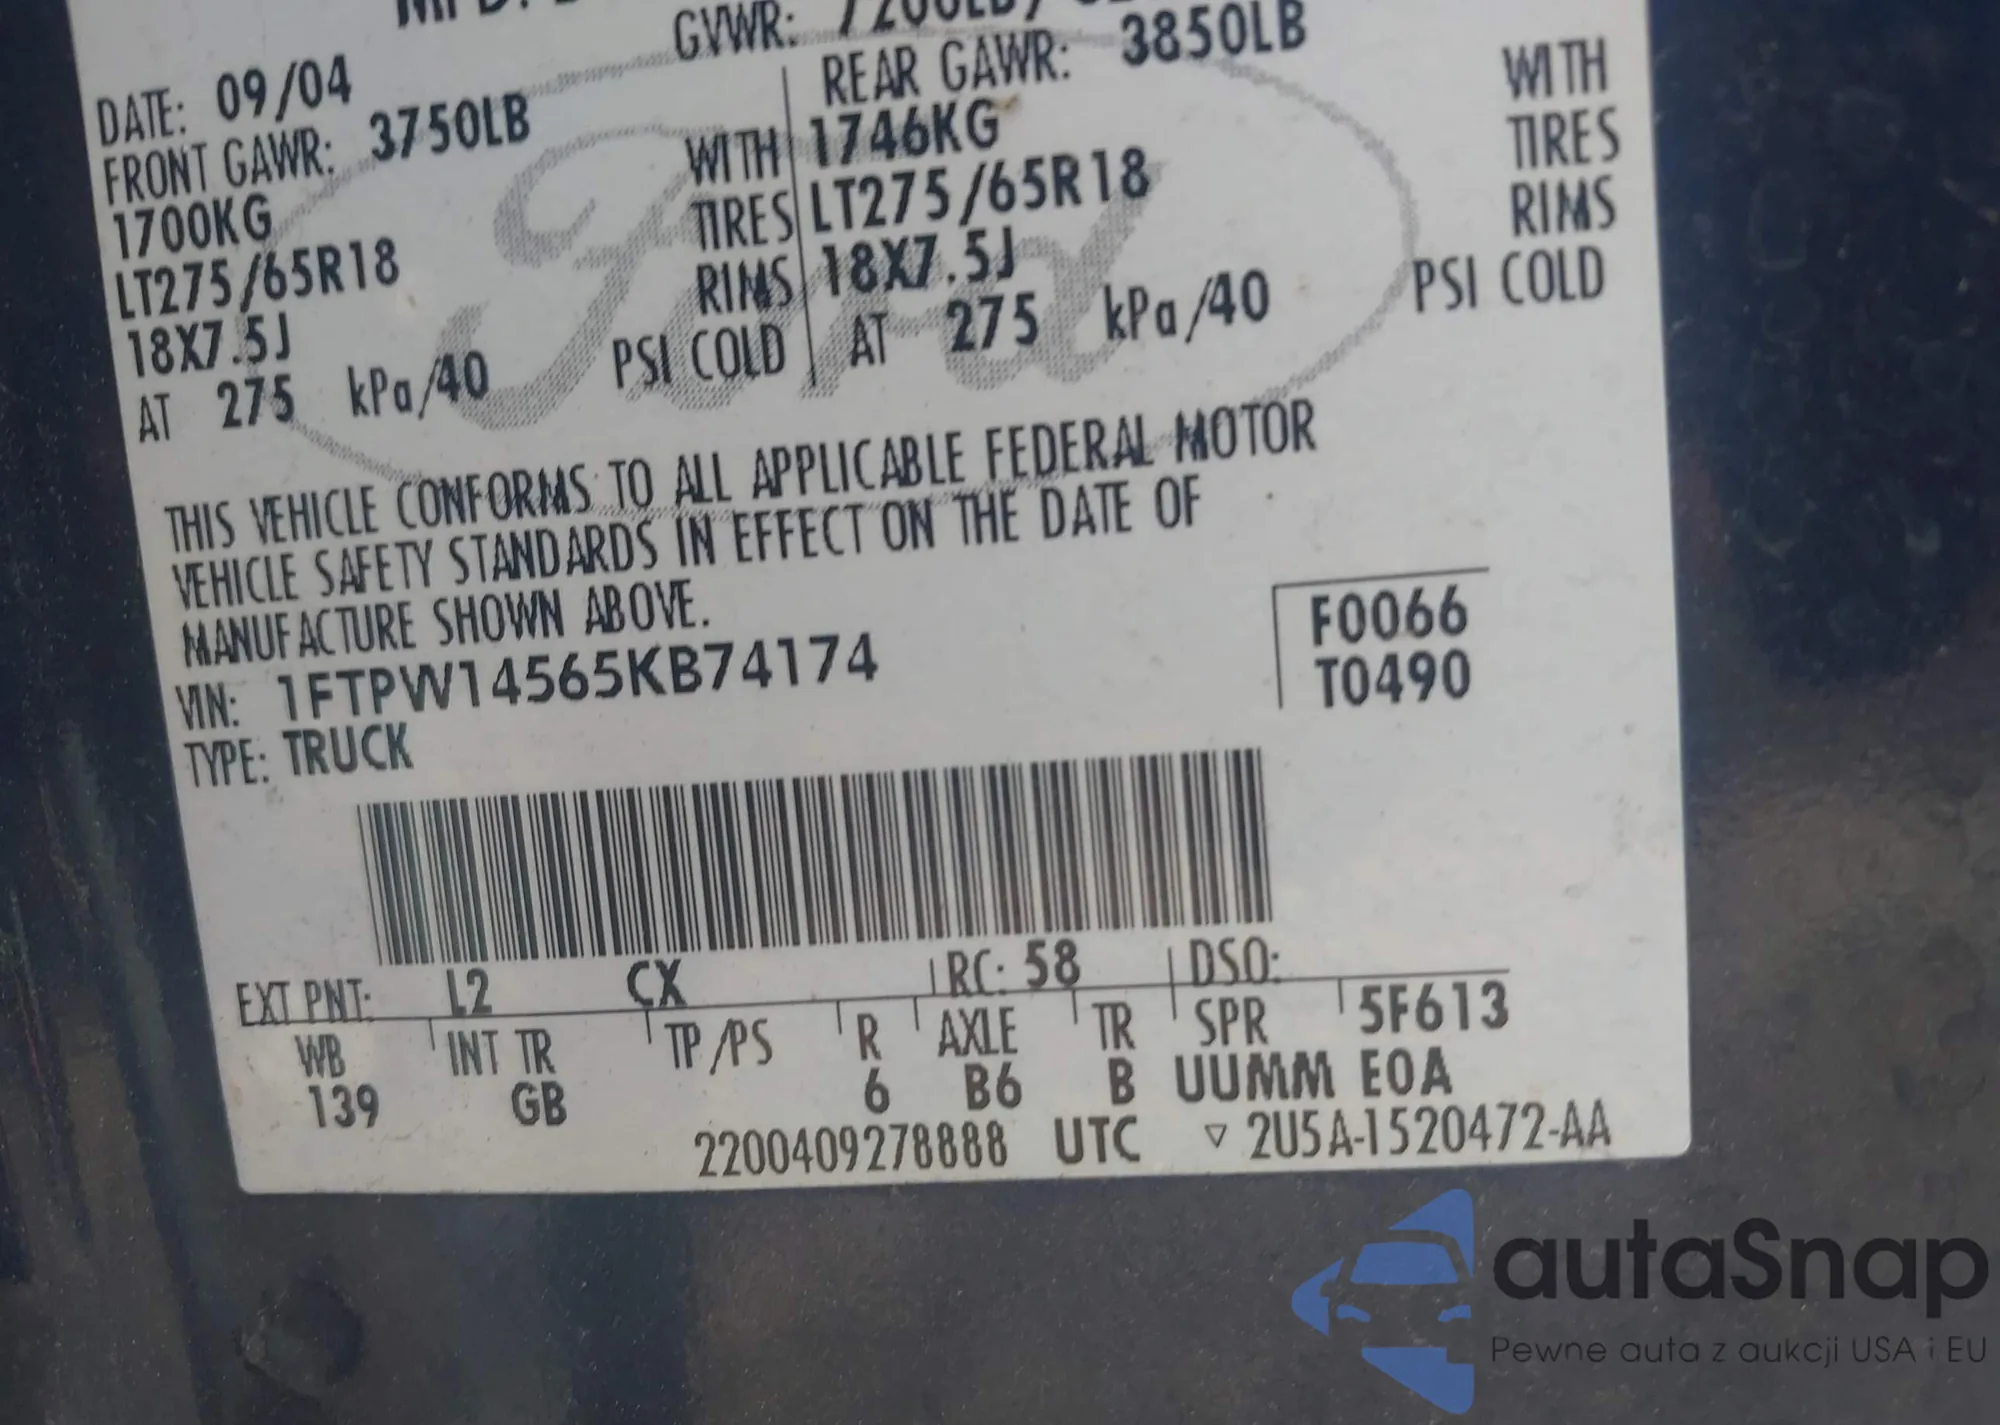 GVWR:
DATE: 09/04
FRONT GAWR: 3750LB
1700KG WITH
LT275/65R18 TIRES
18X7.5J RIMS
AT 275 kPa/40 PSI COLD
REAR GAWR: 3850LB
1746KG WITH
LT275/65R18 TIRES
18X7.5J RIMS
AT 275 kPa/40 PSI COLD
Ford
THIS VEHICLE CONFORMS TO ALL APPLICABLE FEDERAL MOTOR
VEHICLE SAFETY STANDARDS IN EFFECT ON THE DATE OF
MANUFACTURE SHOWN ABOVE.
VIN: 1FTPW14565KB74174
TYPE: TRUCK
F0066
T0490
EXT PNT: L2 CX RC: 58 DSO:
WB INT TR TP/PS R AXLE TR SPR 5F613
139 GB 6 B6 B UUMM EOA
2200409278888 UTC ▽ 2U5A-1520472-AA
autaSnap
Pewne auta z aukcji USA i EU